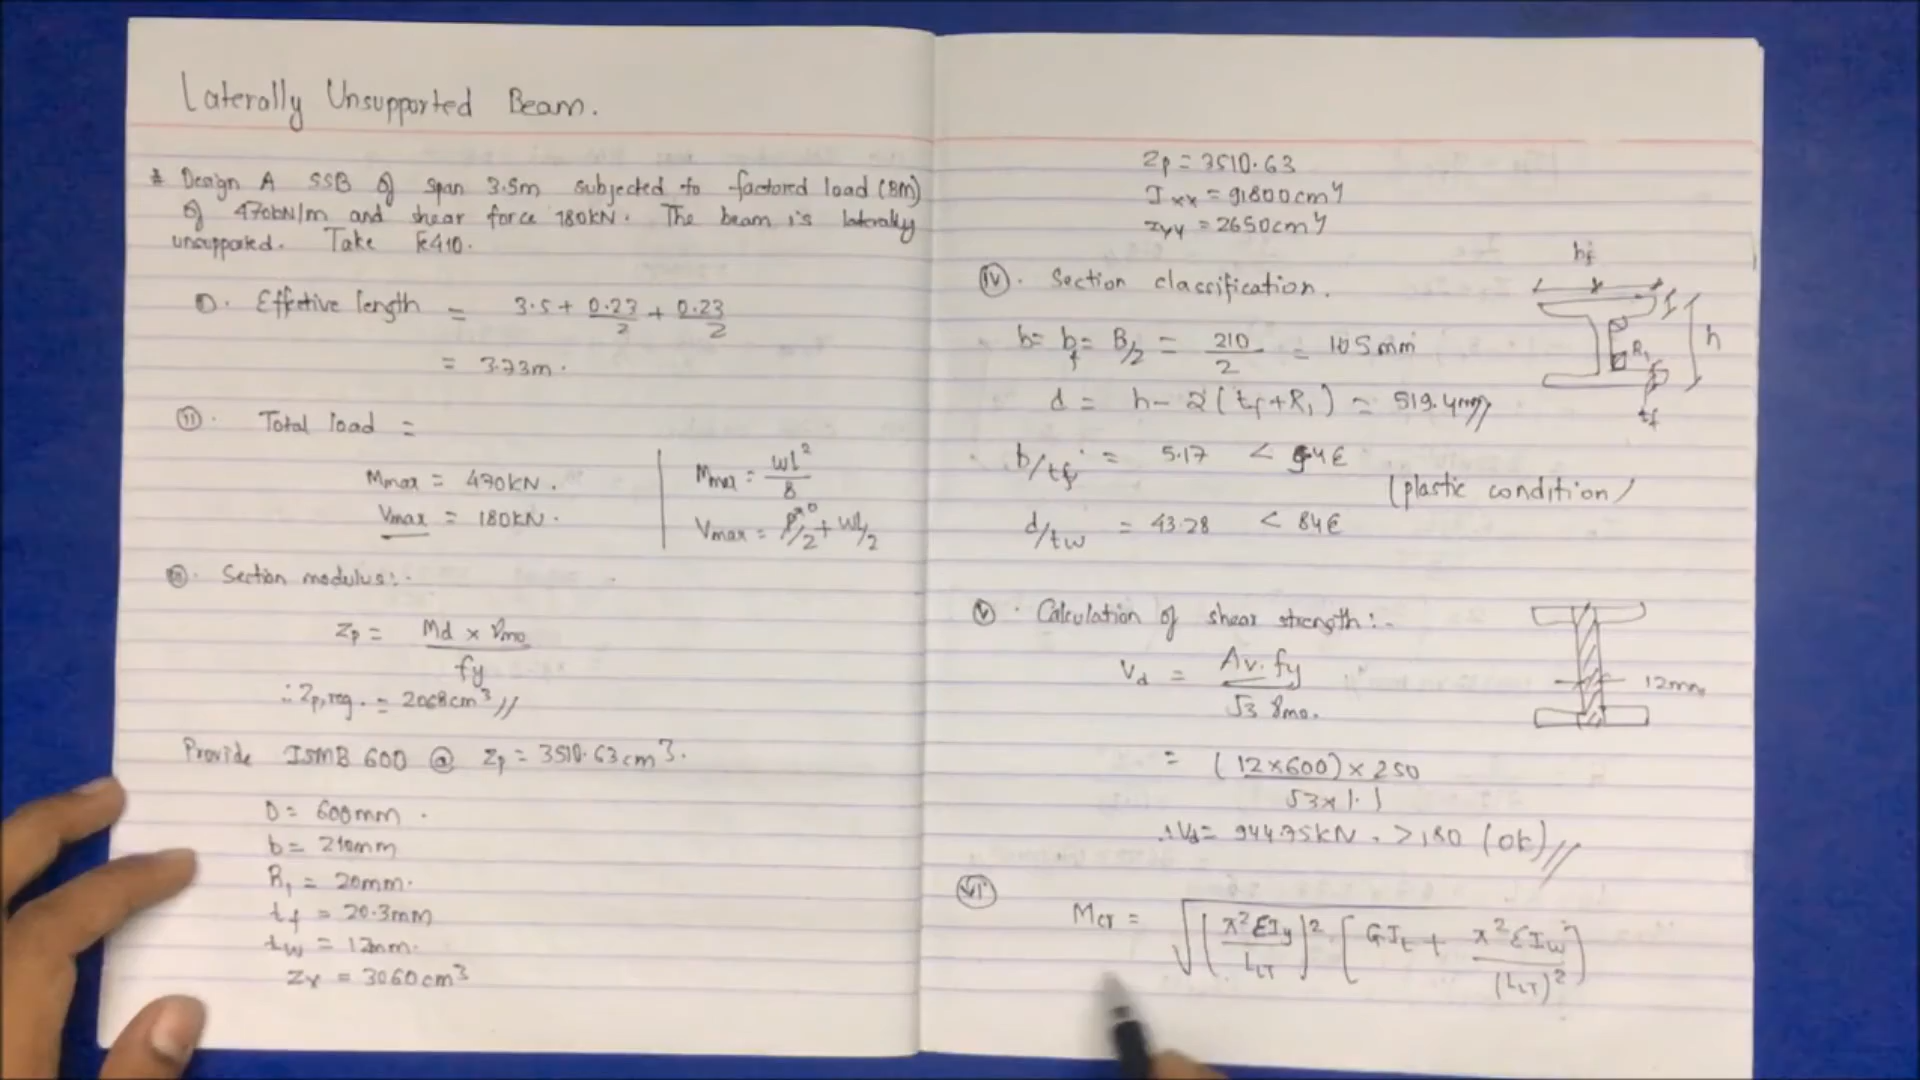 Laterally Unsupported Beam.
* Design A SSB of span 3.5m subjected to factored load (BM)
of 470kN/m and shear force 180kN. The beam is laterally
unsupported. Take Fe410.
①. Effective length = 3.5 + 0.23/2 + 0.23/2
= 3.73m.
②. Total load =
Mmax = 470kN.
Vmax = 180kN.
Mmax = wl²/8
Vmax = P/2 →0 + wl/2
Section modulus:-
Zp = Md × γmo / fy
∴ Zp,req. = 2068cm³ //
Provide ISMB 600 @ Zp = 3510.63cm³.
D = 600mm.
b = 210mm
R₁ = 20mm.
tf = 20.3mm
tw = 12mm.
Zx = 3060cm³
Zp = 3510.63
Ixx = 91800cm⁴
= 2650cm⁴
Ⓘv. Section classification.
b = bf = B/2 = 210/2 = 105mm
d = h - 2(tf + R₁) = 519.4mm //
b/tf = 5.17 < 9.4ε
(plastic condition)
d/tw = 43.28 < 84ε
h
R₁
tf
Ⓥ. Calculation of shear strength:-
Vd = Av. fy / √3 γmo.
= (12×600) × 250 / √3 × 1.1
∴ Vd = 944.75kN. > 180 (ok) //
12mm
VI.
Mcr = √(π²EIy / LLT)² [GIt + π²EIw / (LLT)²]